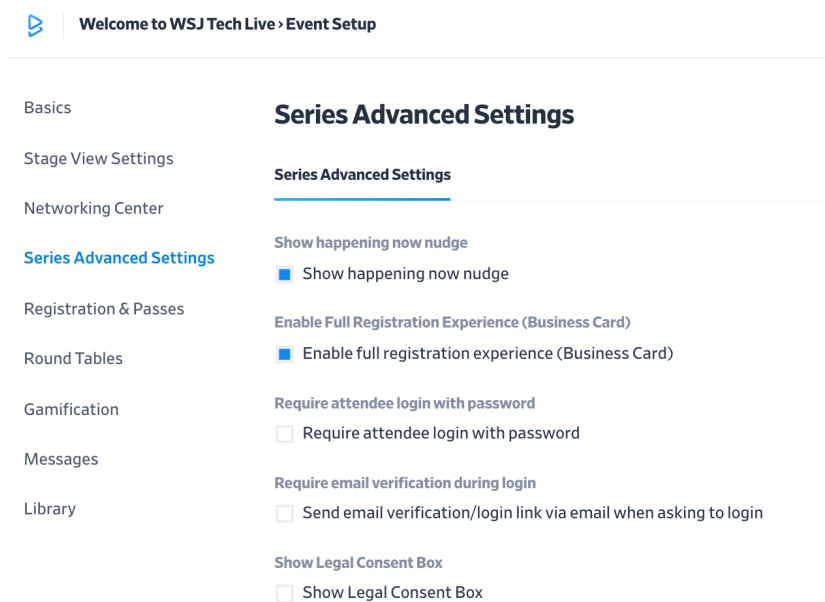 Welcome to WSJ Tech Live › Event Setup
Basics
Stage View Settings
Networking Center
Series Advanced Settings
Registration & Passes
Round Tables
Gamification
Messages
Library
Series Advanced Settings
Series Advanced Settings
Show happening now nudge
Show happening now nudge
Enable Full Registration Experience (Business Card)
Enable full registration experience (Business Card)
Require attendee login with password
Require attendee login with password
Require email verification during login
Send email verification/login link via email when asking to login
Show Legal Consent Box
Show Legal Consent Box